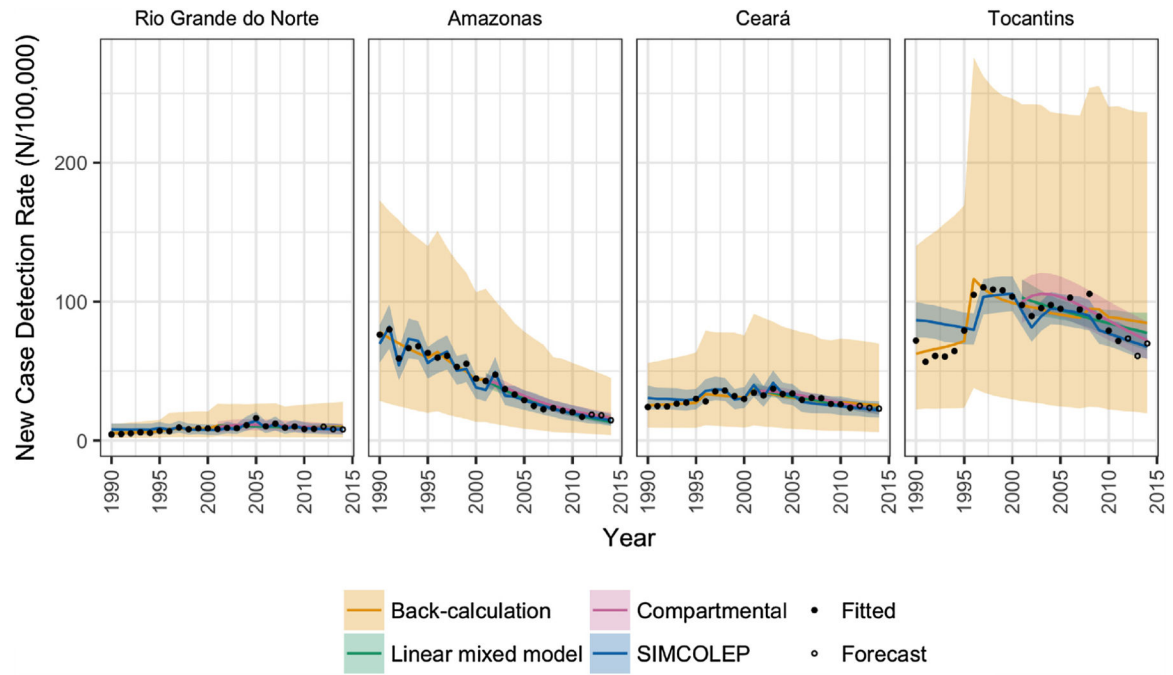 Rio Grande do Norte Amazonas Ceará Tocantins
New Case Detection Rate (N/100,000)
200
100
0
1990 1995 2000 2005 2010 2015 1990 1995 2000 2005 2010 2015 1990 1995 2000 2005 2010 2015 1990 1995 2000 2005 2010 2015
Year
Back-calculation Compartmental Fitted
Linear mixed model SIMCOLEP Forecast